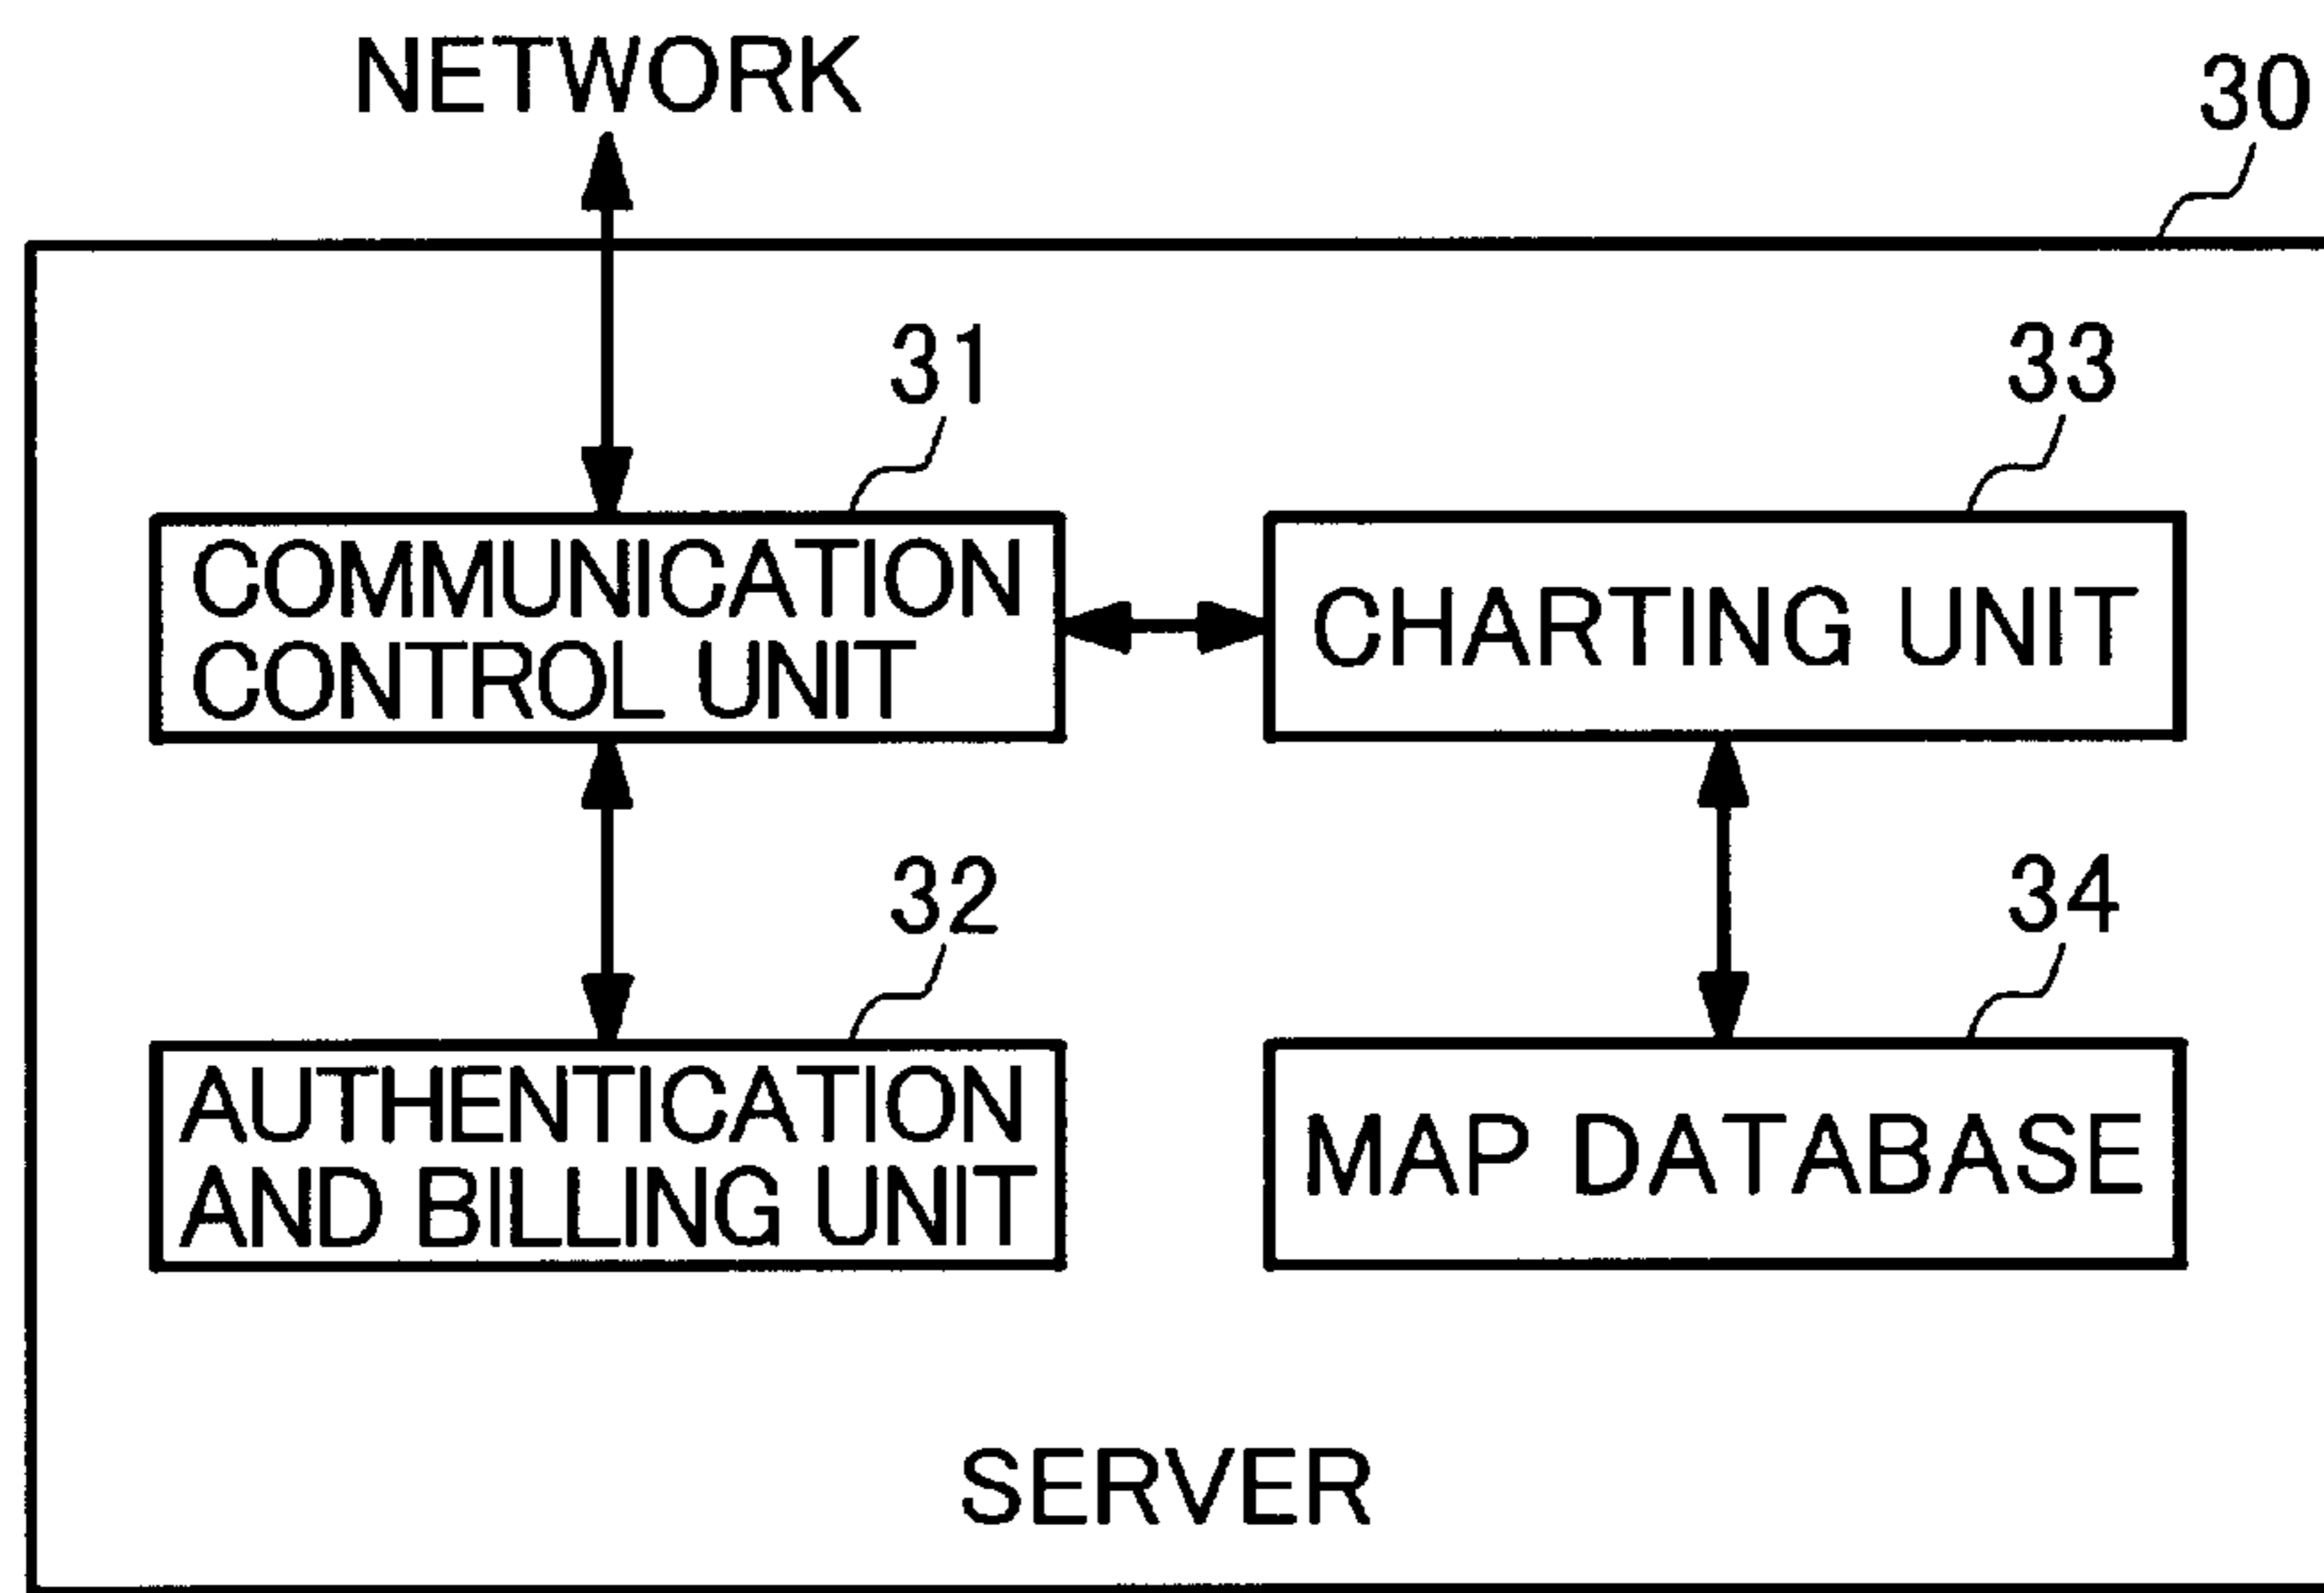 NETWORK
30
31
33
COMMUNICATION
CONTROL UNIT
CHARTING UNIT
32
34
AUTHENTICATION
AND BILLING UNIT
MAP DATABASE
SERVER